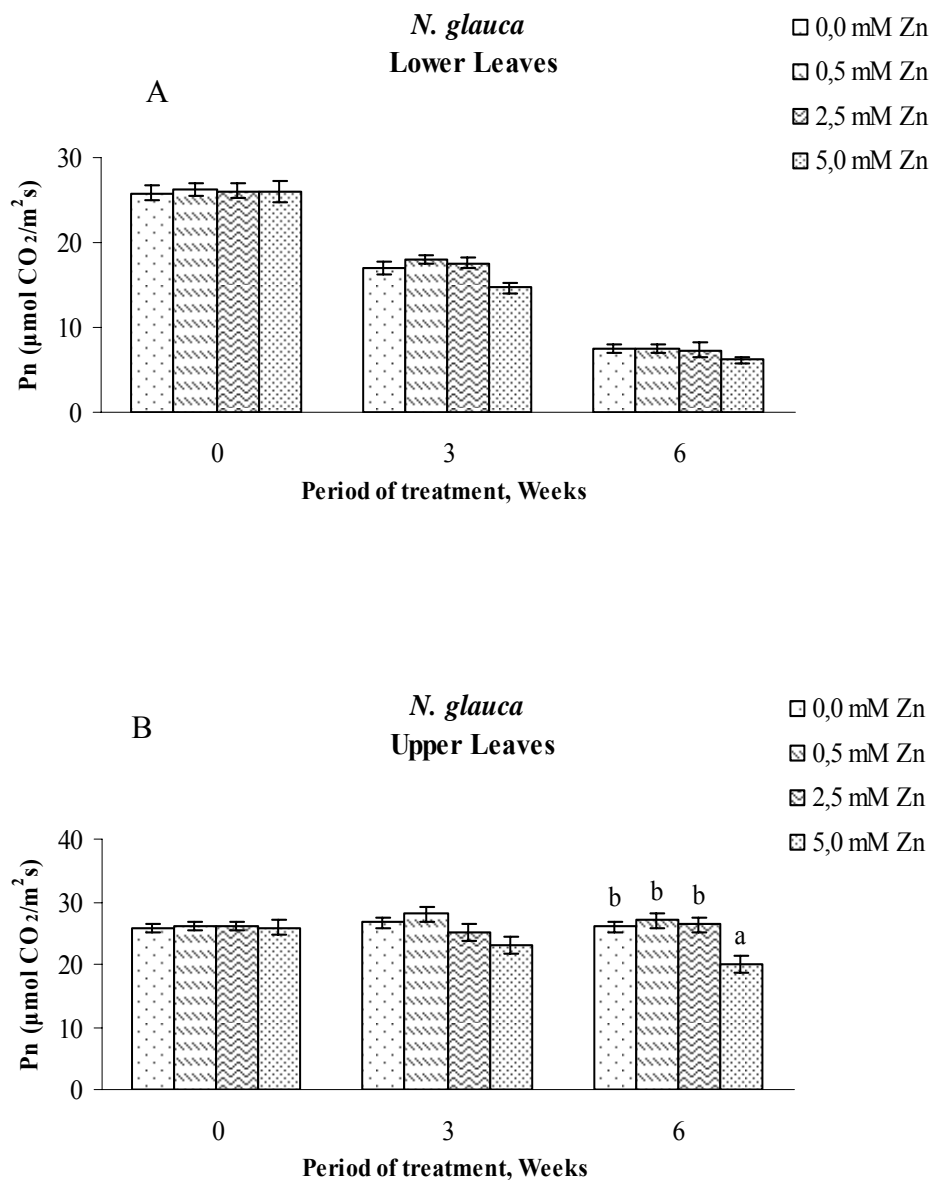 N. glauca
Lower Leaves
A
0,0 mM Zn
0,5 mM Zn
2,5 mM Zn
5,0 mM Zn
Pn (µmol CO₂/m²s)
30
20
10
0
0 3 6
Period of treatment, Weeks
N. glauca
Upper Leaves
B
0,0 mM Zn
0,5 mM Zn
2,5 mM Zn
5,0 mM Zn
Pn (µmol CO₂/m²s)
40
30
20
10
0
b b b a
0 3 6
Period of treatment, Weeks